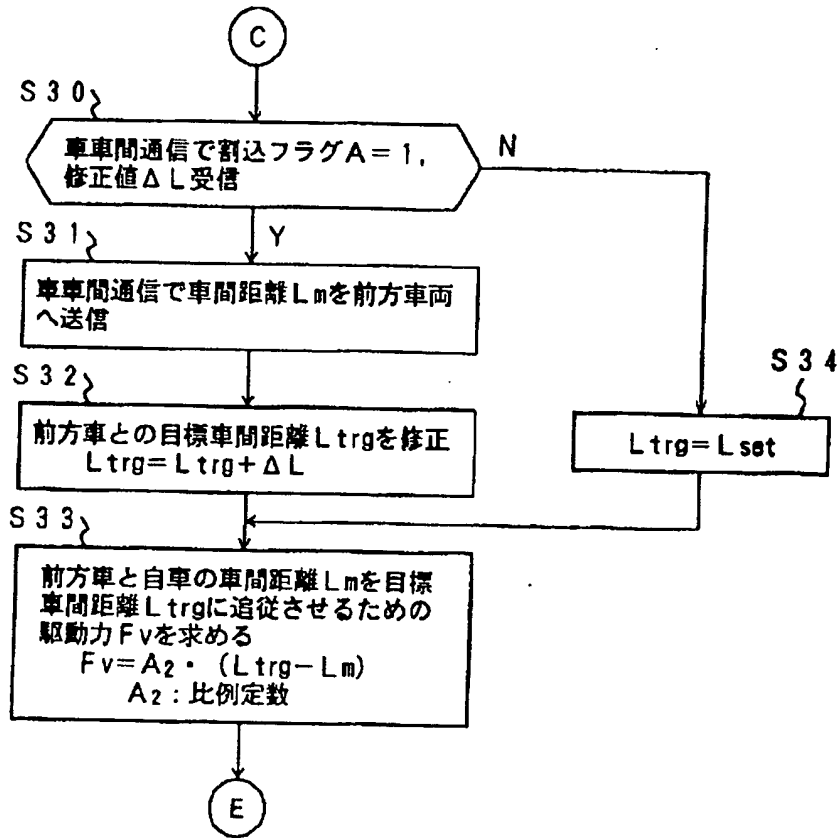 C
S30
車車間通信で割込フラグA=1,
修正値ΔL受信
N
Y
S31
車車間通信で車間距離Lmを前方車両
へ送信
S32
前方車との目標車間距離Ltrgを修正
Ltrg=Ltrg+ΔL
S34
Ltrg=Lset
S33
前方車と自車の車間距離Lmを目標
車間距離Ltrgに追従させるための
駆動力Fvを求める
Fv=A2・(Ltrg-Lm)
A2:比例定数
E